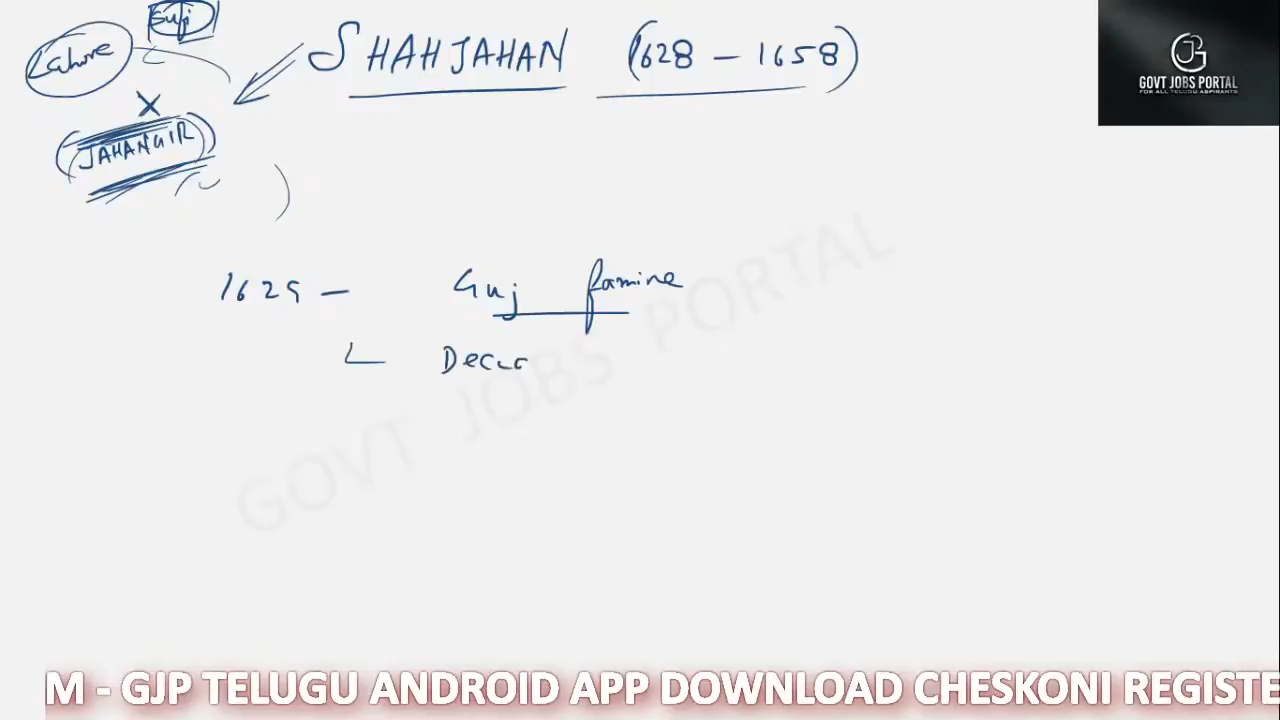 Sufi
Lahore
SHAHJAHAN (1628 – 1658)
JAHANGIR
1629 – Guj famine
Decc
GOVT JOBS PORTAL
GOVT JOBS PORTAL
FOR ALL TELUGU ASPIRANTS
M - GJP TELUGU ANDROID APP DOWNLOAD CHESKONI REGISTE